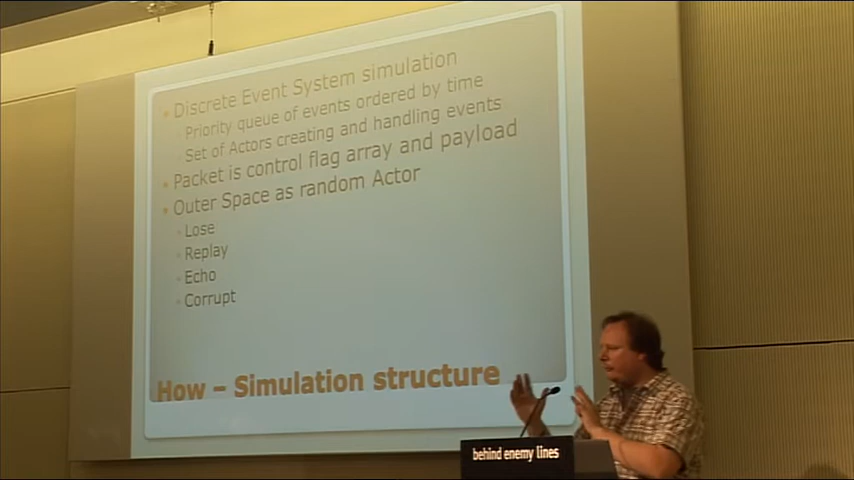 Discrete Event System simulation
Priority queue of events ordered by time
Set of Actors creating and handling events
Packet is control flag array, and payload
Outer Space as random Actor
Lose
Replay
Echo
Corrupt
How – Simulation structure
behind enemy lines